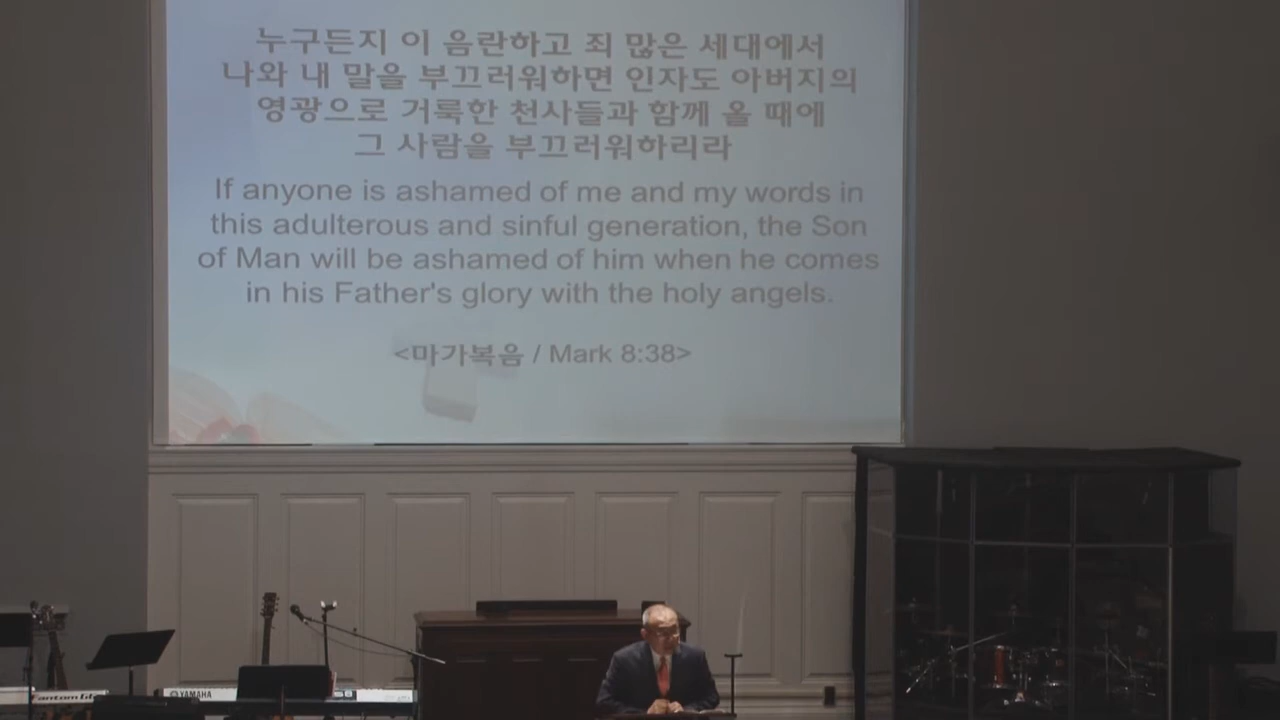 누구든지 이 음란하고 죄 많은 세대에서
나와 내 말을 부끄러워하면 인자도 아버지의
영광으로 거룩한 천사들과 함께 올 때에
그 사람을 부끄러워하리라
If anyone is ashamed of me and my words in
this adulterous and sinful generation, the Son
of Man will be ashamed of him when he comes
in his Father's glory with the holy angels.
<마가복음 / Mark 8:38>
YAMAHA